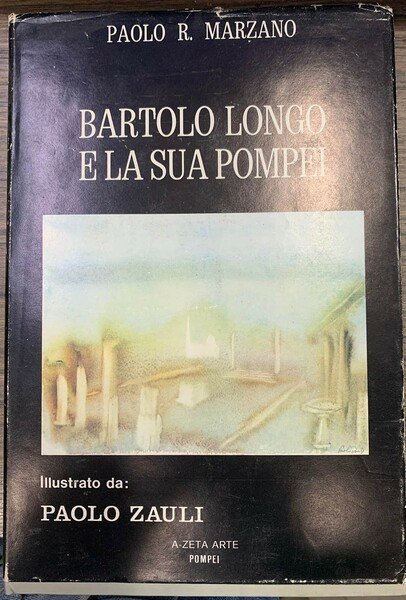 PAOLO R. MARZANO
BARTOLO LONGO
E LA SUA POMPEI
Illustrato da:
PAOLO ZAULI
A-ZETA ARTE
POMPEI